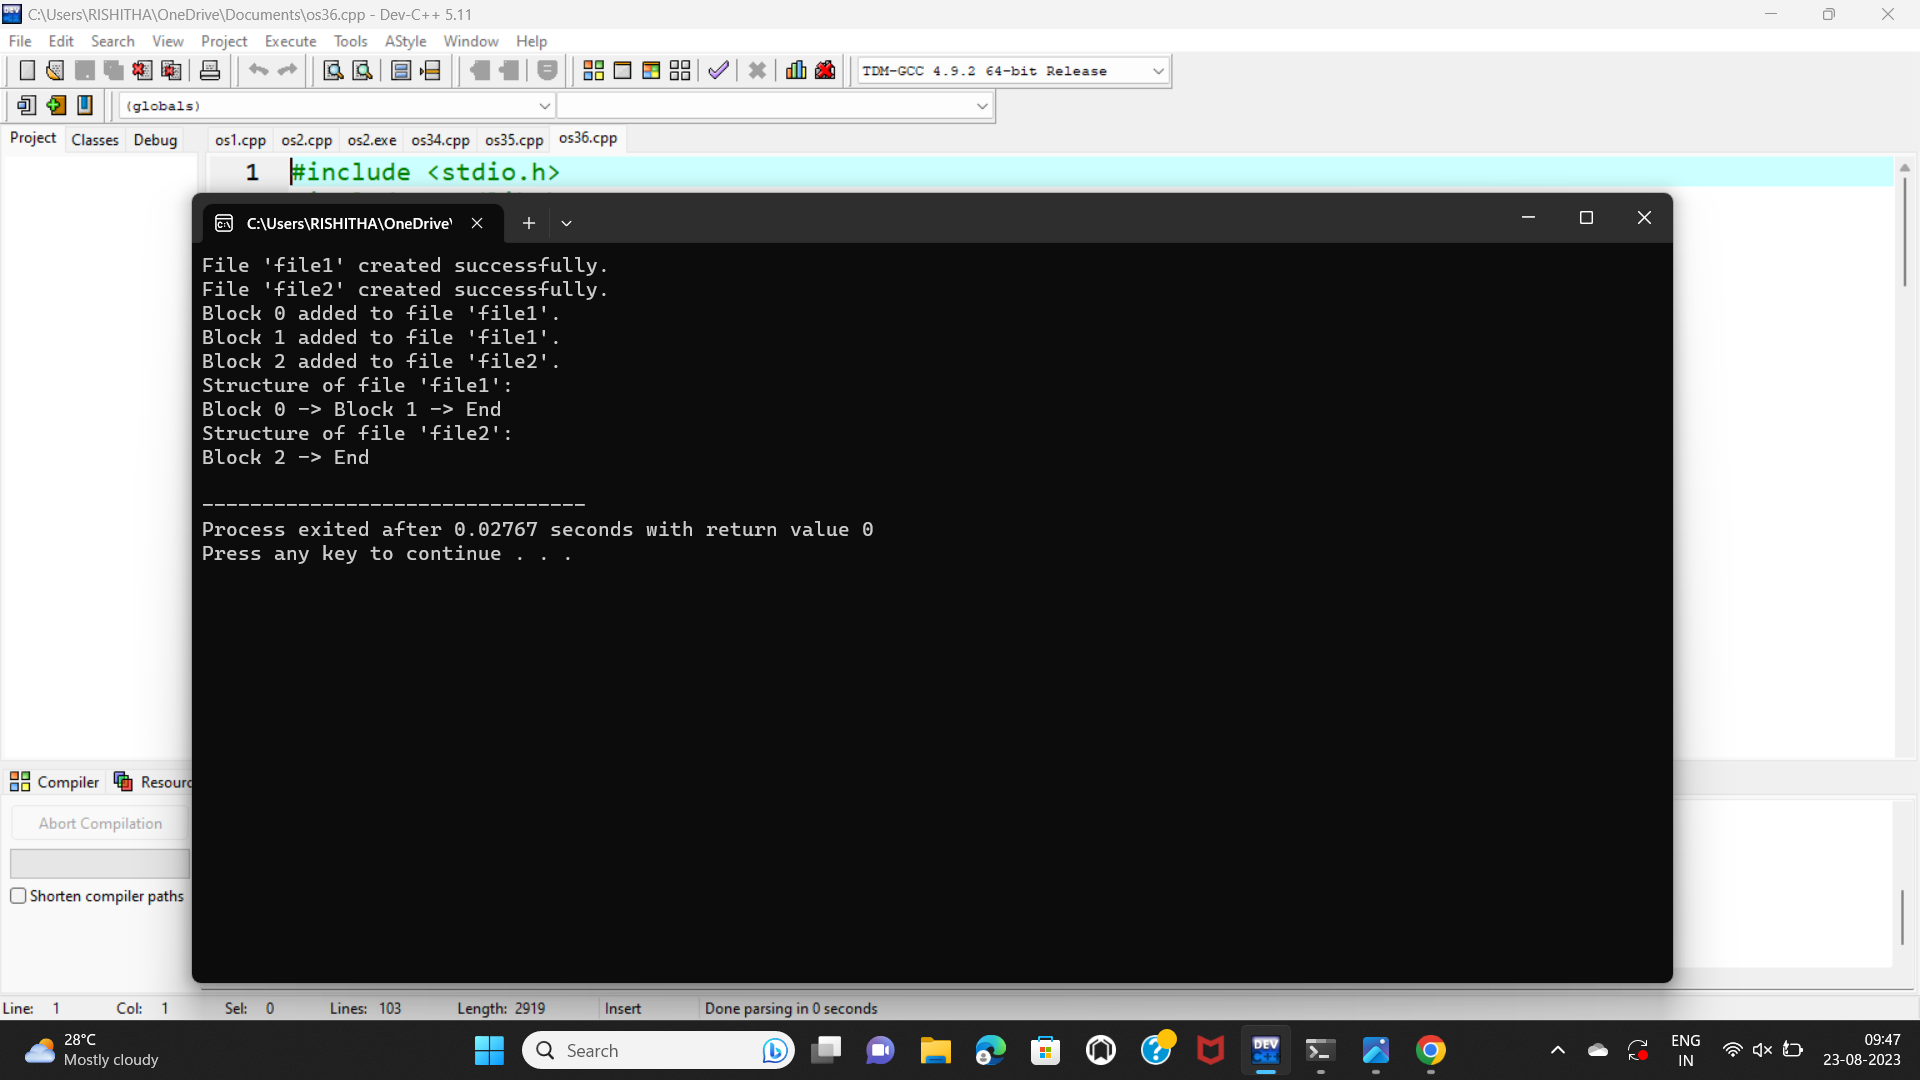 C:\Users\RISHITHA\OneDrive\Documents\os36.cpp - Dev-C++ 5.11
File Edit Search View Project Execute Tools AStyle Window Help
TDM-GCC 4.9.2 64-bit Release
(globals)
Project Classes Debug
os1.cpp os2.cpp os2.exe os34.cpp os35.cpp os36.cpp
1 #include <stdio.h>
C:\Users\RISHITHA\OneDrive\
File 'file1' created successfully.
File 'file2' created successfully.
Block 0 added to file 'file1'.
Block 1 added to file 'file1'.
Block 2 added to file 'file2'.
Structure of file 'file1':
Block 0 -> Block 1 -> End
Structure of file 'file2':
Block 2 -> End
--------------------------------
Process exited after 0.02767 seconds with return value 0
Press any key to continue . . .
Compiler Resourc
Abort Compilation
Shorten compiler paths
Line: 1 Col: 1 Sel: 0 Lines: 103 Length: 2919 Insert Done parsing in 0 seconds
28°C
Mostly cloudy
Search
DEV
C++
ENG
IN
09:47
23-08-2023